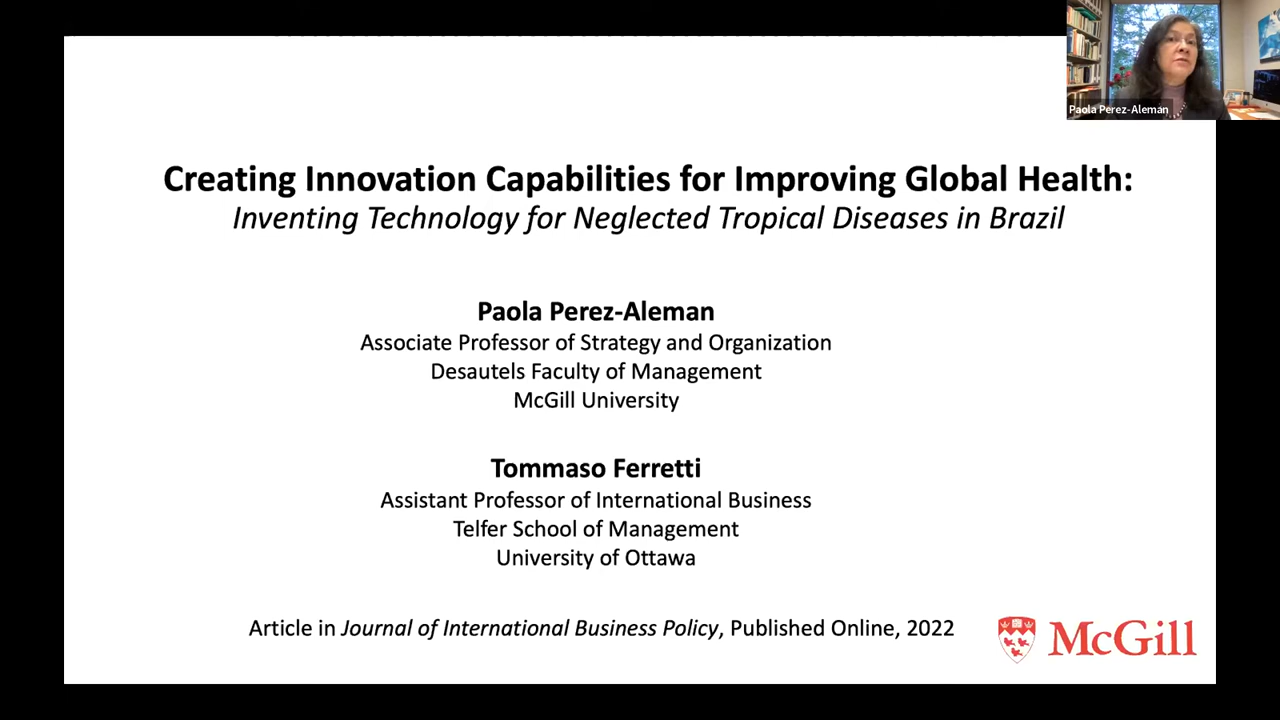 Paola Perez-Aleman
Creating Innovation Capabilities for Improving Global Health:
Inventing Technology for Neglected Tropical Diseases in Brazil
Paola Perez-Aleman
Associate Professor of Strategy and Organization
Desautels Faculty of Management
McGill University
Tommaso Ferretti
Assistant Professor of International Business
Telfer School of Management
University of Ottawa
Article in Journal of International Business Policy, Published Online, 2022
McGill